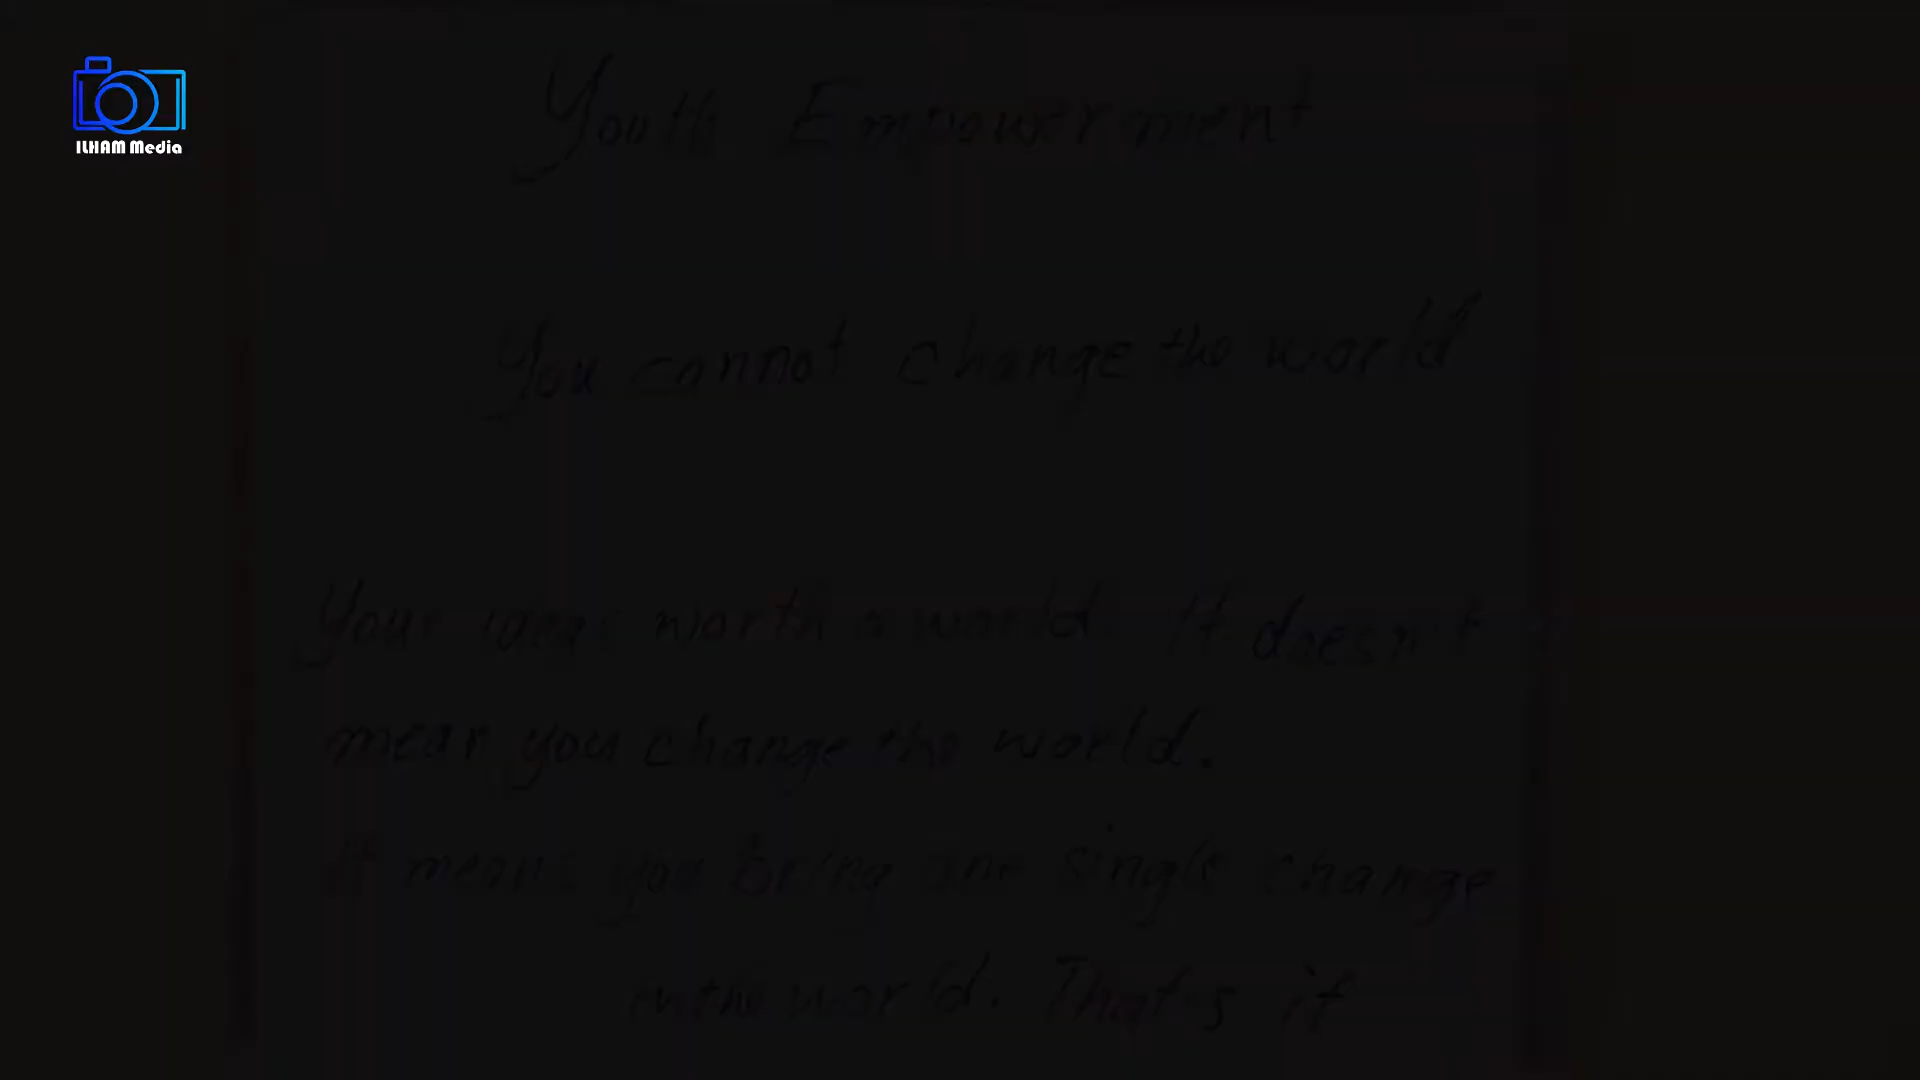 ILHAM Media
Youth Empowerment
You cannot change the world
Your ideas worth a world. It doesn't
mean you change the world.
It means you bring one single change
in the world. That's it